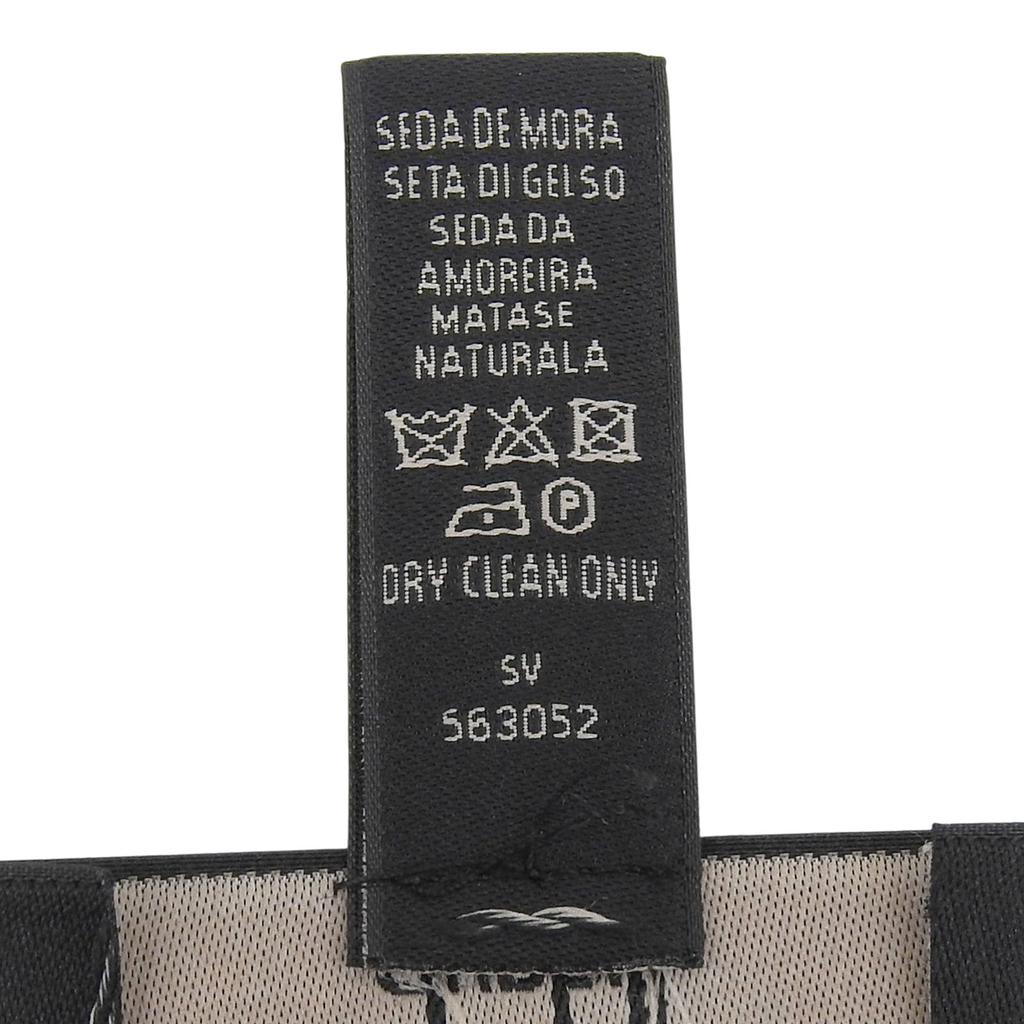 SEDA DE MORA
SETA DI GELSO
SEDA DA
AMOREIRA
MATASE
NATURALA
P
DRY CLEAN ONLY
SV
563052